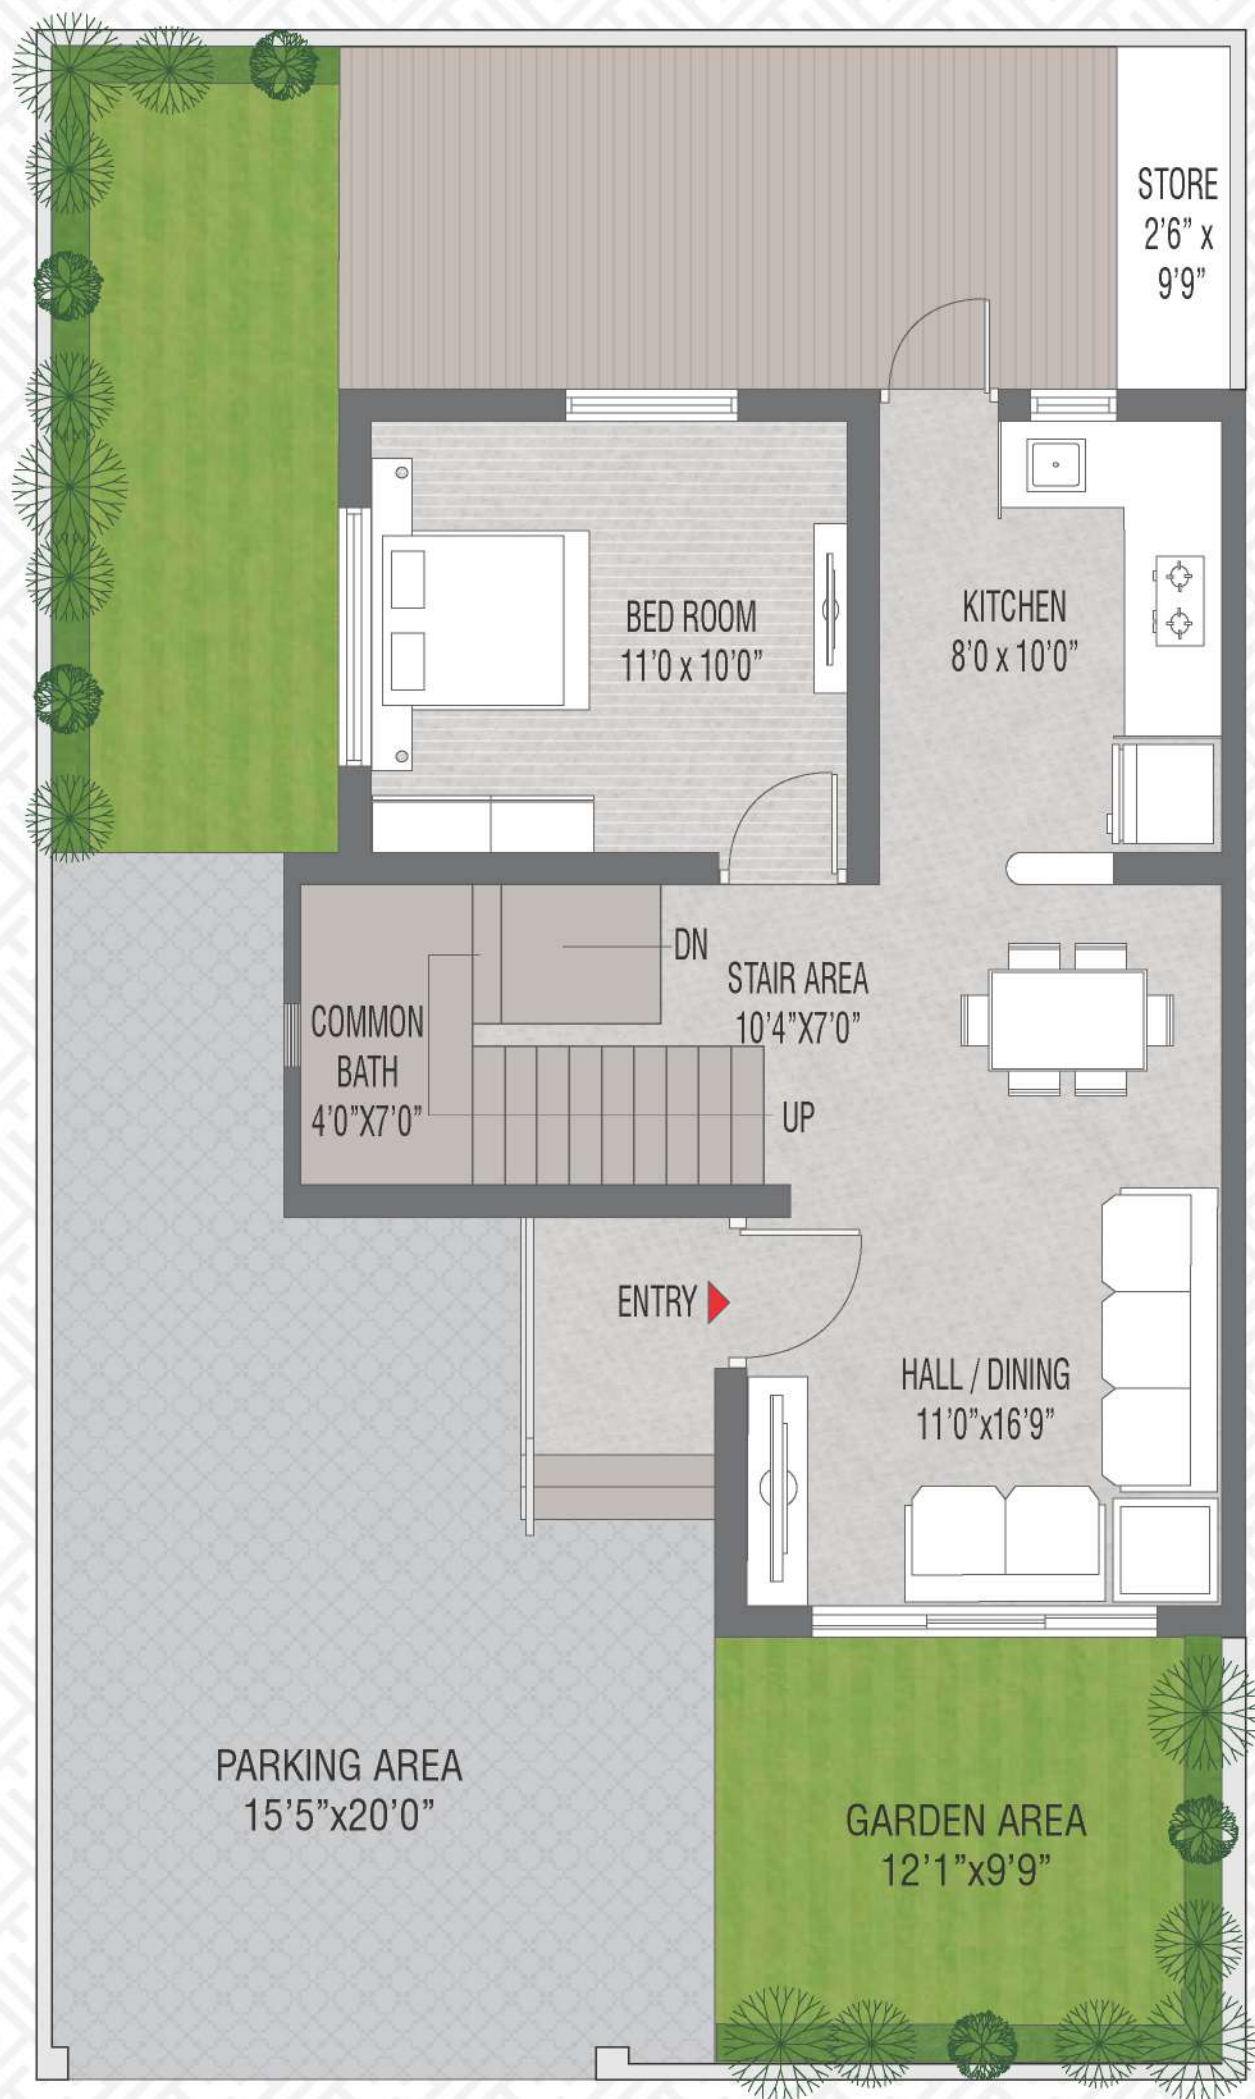 STORE
2'6" x
9'9"
BED ROOM
11'0 x 10'0"
KITCHEN
8'0 x 10'0"
DN
STAIR AREA
10'4"X7'0"
COMMON
BATH
4'0"X7'0"
UP
ENTRY
HALL / DINING
11'0"x16'9"
PARKING AREA
15'5"x20'0"
GARDEN AREA
12'1"x9'9"